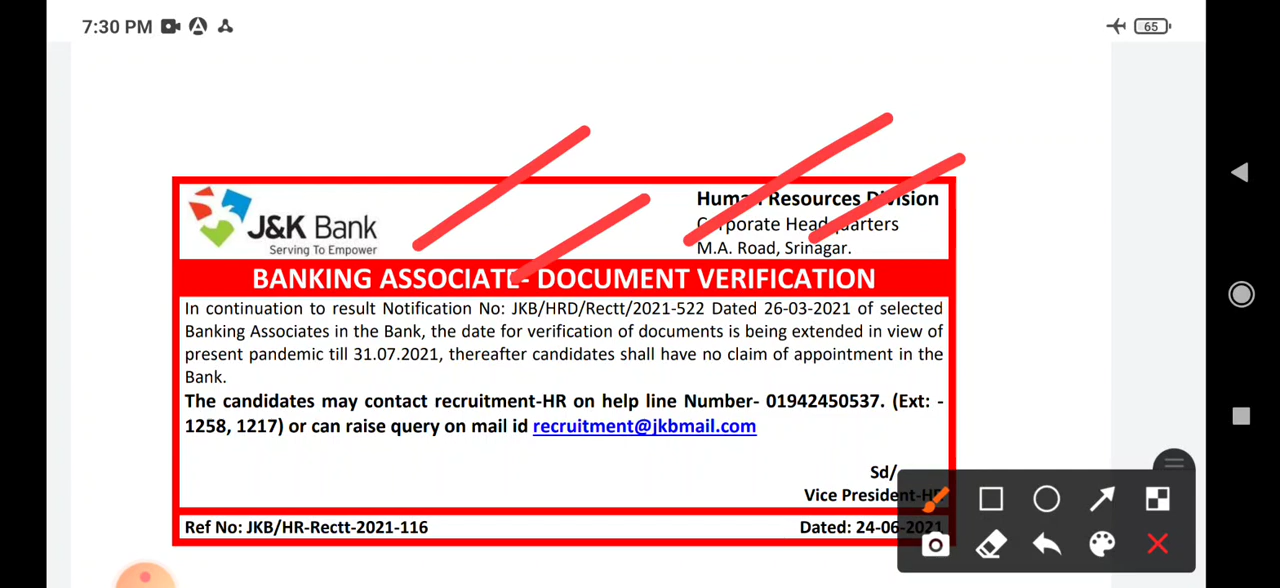 7:30 PM
65
J&K Bank
Serving To Empower
Human Resources Division
Corporate Headquarters
M.A. Road, Srinagar.
BANKING ASSOCIATE- DOCUMENT VERIFICATION
In continuation to result Notification No: JKB/HRD/Rectt/2021-522 Dated 26-03-2021 of selected
Banking Associates in the Bank, the date for verification of documents is being extended in view of
present pandemic till 31.07.2021, thereafter candidates shall have no claim of appointment in the
Bank.
The candidates may contact recruitment-HR on help line Number- 01942450537. (Ext: -
1258, 1217) or can raise query on mail id recruitment@jkbmail.com
Sd/
Vice President-HR
Ref No: JKB/HR-Rectt-2021-116
Dated: 24-06-2021